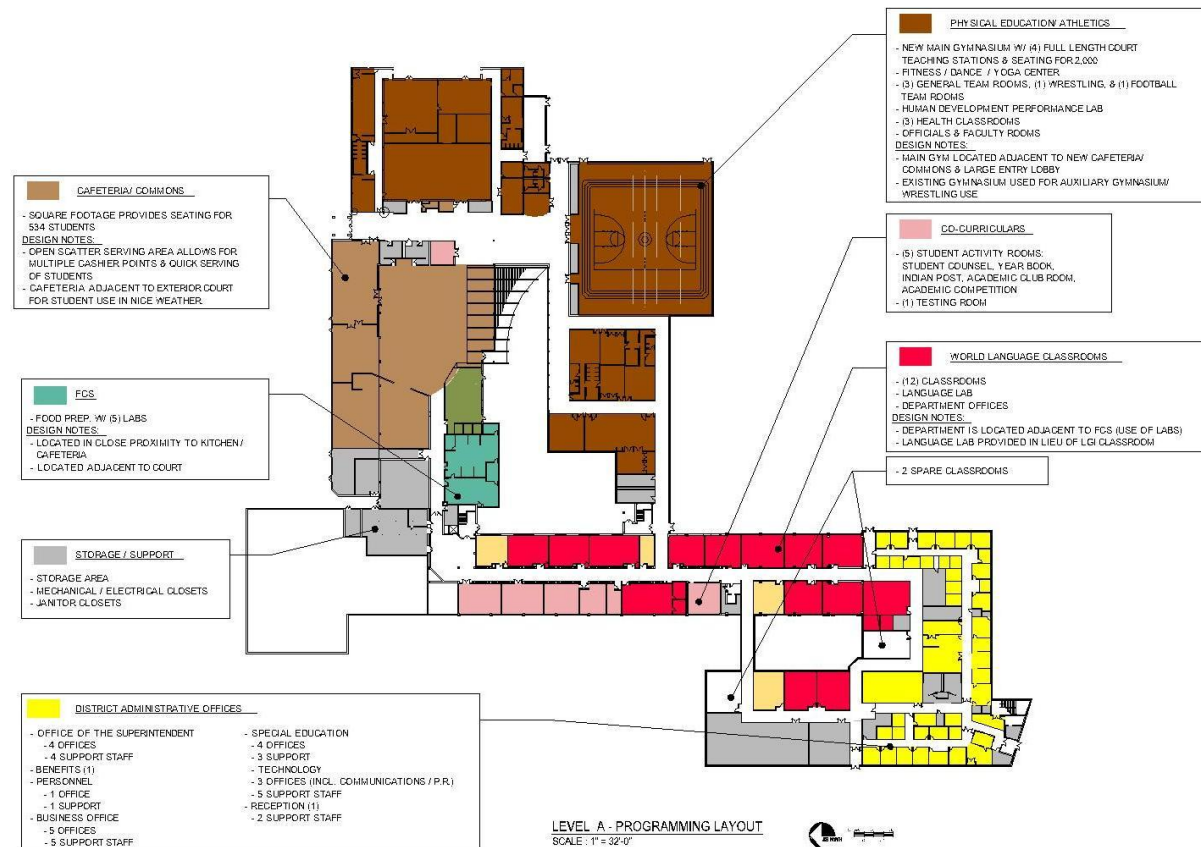 PHYSICAL EDUCATION/ ATHLETICS
- NEW MAIN GYMNASIUM W/ (4) FULL LENGTH COURT
TEACHING STATIONS & SEATING FOR 2,000
- FITNESS / DANCE / YOGA CENTER
- (3) GENERAL TEAM ROOMS, (1) WRESTLING, & (1) FOOTBALL
TEAM ROOMS
- HUMAN DEVELOPMENT PERFORMANCE LAB
- (3) HEALTH CLASSROOMS
- OFFICIALS & FACULTY ROOMS
DESIGN NOTES:
- MAIN GYM LOCATED ADJACENT TO NEW CAFETERIA/
COMMONS & LARGE ENTRY LOBBY
- EXISTING GYMNASIUM USED FOR AUXILIARY GYMNASIUM/
WRESTLING USE
CAFETERIA/ COMMONS
- SQUARE FOOTAGE PROVIDES SEATING FOR
534 STUDENTS
DESIGN NOTES:
- OPEN SCATTER SERVING AREA ALLOWS FOR
MULTIPLE CASHIER POINTS & QUICK SERVING
OF STUDENTS
- CAFETERIA ADJACENT TO EXTERIOR COURT
FOR STUDENT USE IN NICE WEATHER.
CO-CURRICULARS
- (5) STUDENT ACTIVITY ROOMS:
STUDENT COUNSEL, YEAR BOOK,
INDIAN POST, ACADEMIC CLUB ROOM,
ACADEMIC COMPETITION
- (1) TESTING ROOM
WORLD LANGUAGE CLASSROOMS
- (12) CLASSROOMS
- LANGUAGE LAB
- DEPARTMENT OFFICES
DESIGN NOTES:
- DEPARTMENT IS LOCATED ADJACENT TO FCS (USE OF LABS)
- LANGUAGE LAB PROVIDED IN LIEU OF LGI CLASSROOM
- 2 SPARE CLASSROOMS
FCS
- FOOD PREP. W/ (5) LABS
DESIGN NOTES:
- LOCATED IN CLOSE PROXIMITY TO KITCHEN /
CAFETERIA
- LOCATED ADJACENT TO COURT
STORAGE / SUPPORT
- STORAGE AREA
- MECHANICAL / ELECTRICAL CLOSETS
- JANITOR CLOSETS
DISTRICT ADMINISTRATIVE OFFICES
- OFFICE OF THE SUPERINTENDENT
- 4 OFFICES
- 4 SUPPORT STAFF
- BENEFITS (1)
- PERSONNEL
- 1 OFFICE
- 1 SUPPORT
- BUSINESS OFFICE
- 5 OFFICES
- 5 SUPPORT STAFF
- SPECIAL EDUCATION
- 4 OFFICES
- 3 SUPPORT
- TECHNOLOGY
- 3 OFFICES (INCL. COMMUNICATIONS / P.R.)
- 5 SUPPORT STAFF
- RECEPTION (1)
- 2 SUPPORT STAFF
LEVEL A - PROGRAMMING LAYOUT
SCALE : 1" = 32'-0"